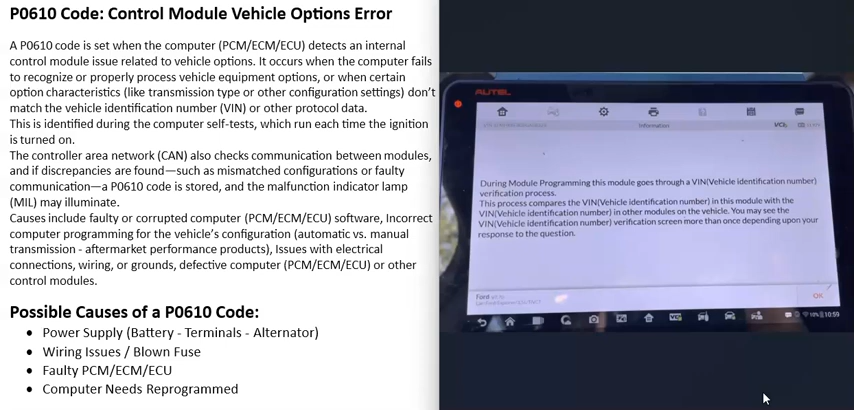 P0610 Code: Control Module Vehicle Options Error
A P0610 code is set when the computer (PCM/ECM/ECU) detects an internal
control module issue related to vehicle options. It occurs when the computer fails
to recognize or properly process vehicle equipment options, or when certain
option characteristics (like transmission type or other configuration settings) don't
match the vehicle identification number (VIN) or other protocol data.
This is identified during the computer self-tests, which run each time the ignition
is turned on.
The controller area network (CAN) also checks communication between modules,
and if discrepancies are found—such as mismatched configurations or faulty
communication—a P0610 code is stored, and the malfunction indicator lamp
(MIL) may illuminate.
Causes include faulty or corrupted computer (PCM/ECM/ECU) software, Incorrect
computer programming for the vehicle's configuration (automatic vs. manual
transmission - aftermarket performance products), Issues with electrical
connections, wiring, or grounds, defective computer (PCM/ECM/ECU) or other
control modules.
Possible Causes of a P0610 Code:
• Power Supply (Battery - Terminals - Alternator)
• Wiring Issues / Blown Fuse
• Faulty PCM/ECM/ECU
• Computer Needs Reprogrammed
AUTEL
Information
VCI
During Module Programming this module goes through a VIN(Vehicle identification number)
verification process.
This process compares the VIN(Vehicle identification number) in this module with the
VIN(Vehicle identification number) in other modules on the vehicle. You may see the
VIN(Vehicle identification number) verification screen more than once depending upon your
response to the question.
Ford
OK
10:59